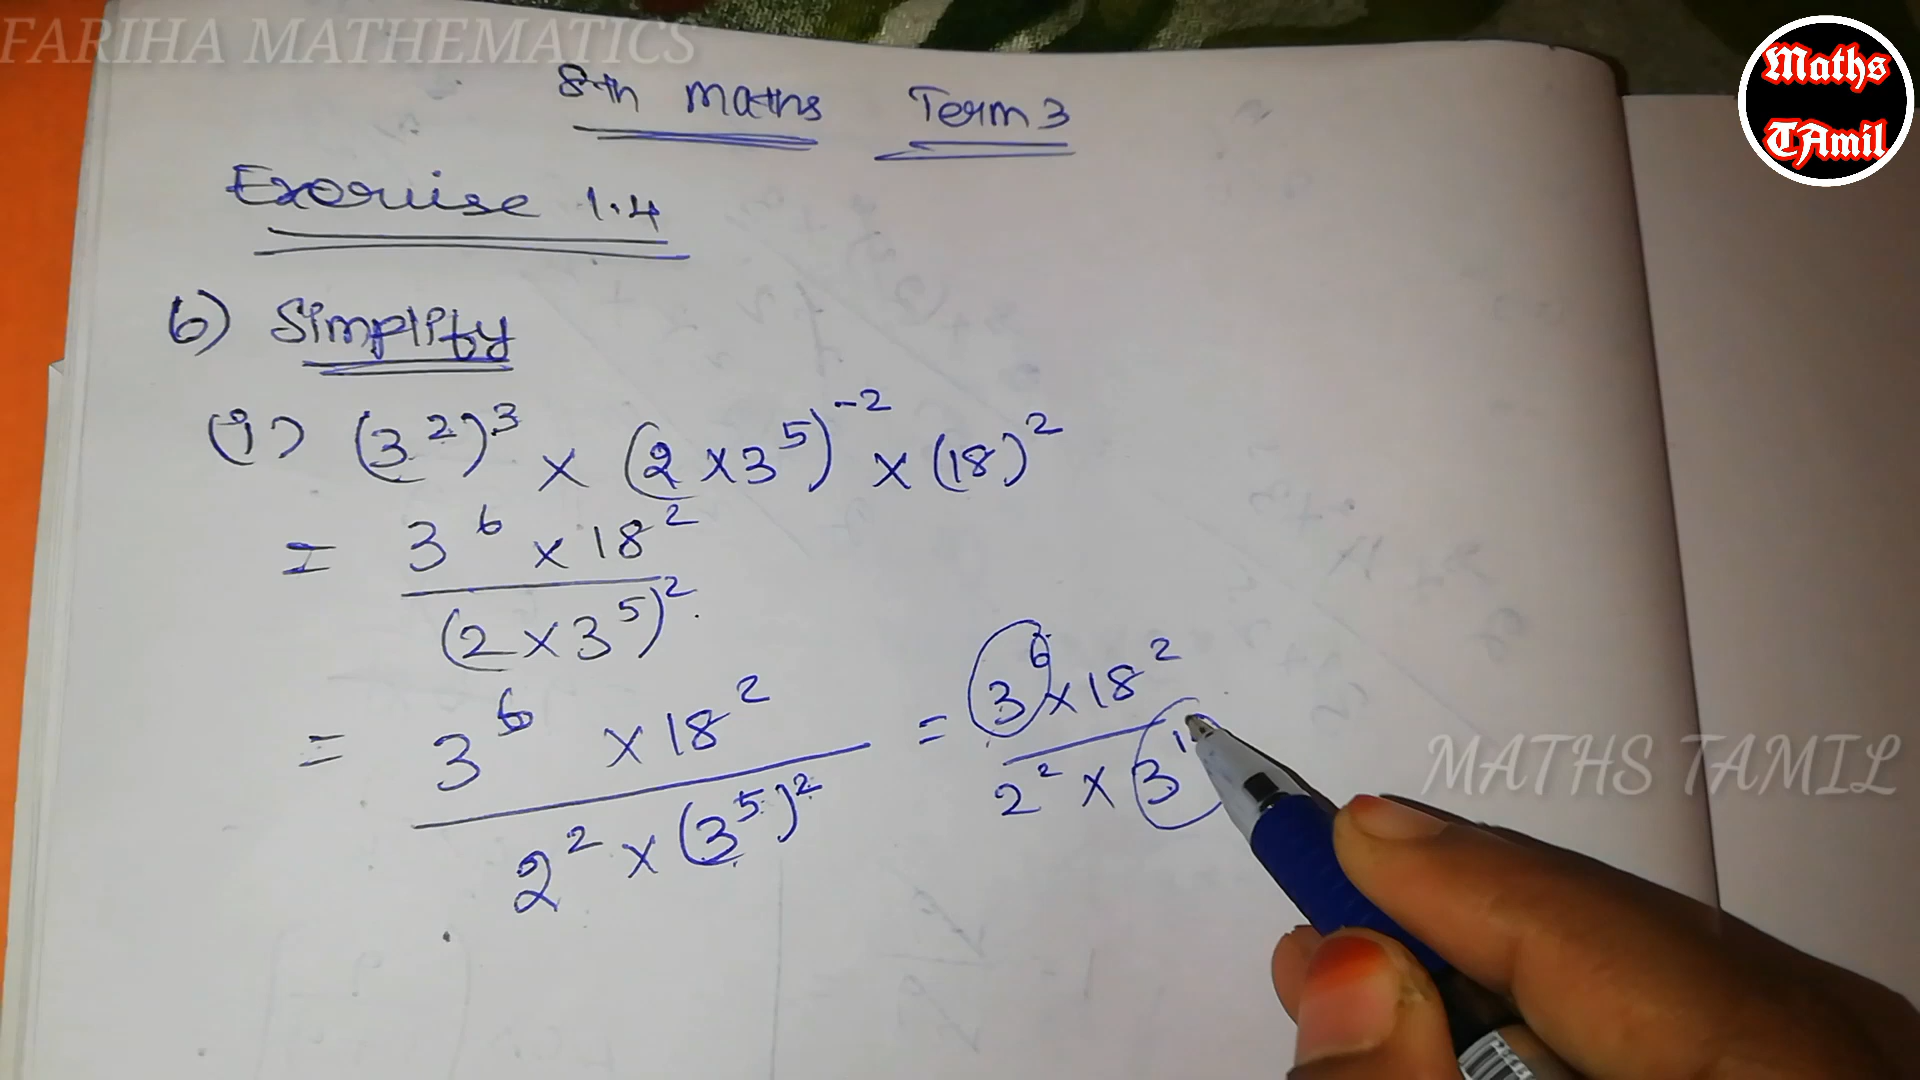 FARIHA MATHEMATICS
Maths
TAmil
8th maths Term 3
Exercise 1.4
6) Simplify
(i) (3²)³ × (2 × 3⁵)⁻² × (18)²
= 3⁶ × 18² / (2 × 3⁵)²
= 3⁶ × 18² / 2² × (3⁵)² = 3⁶ × 18² / 2² × 3¹
MATHS TAMIL